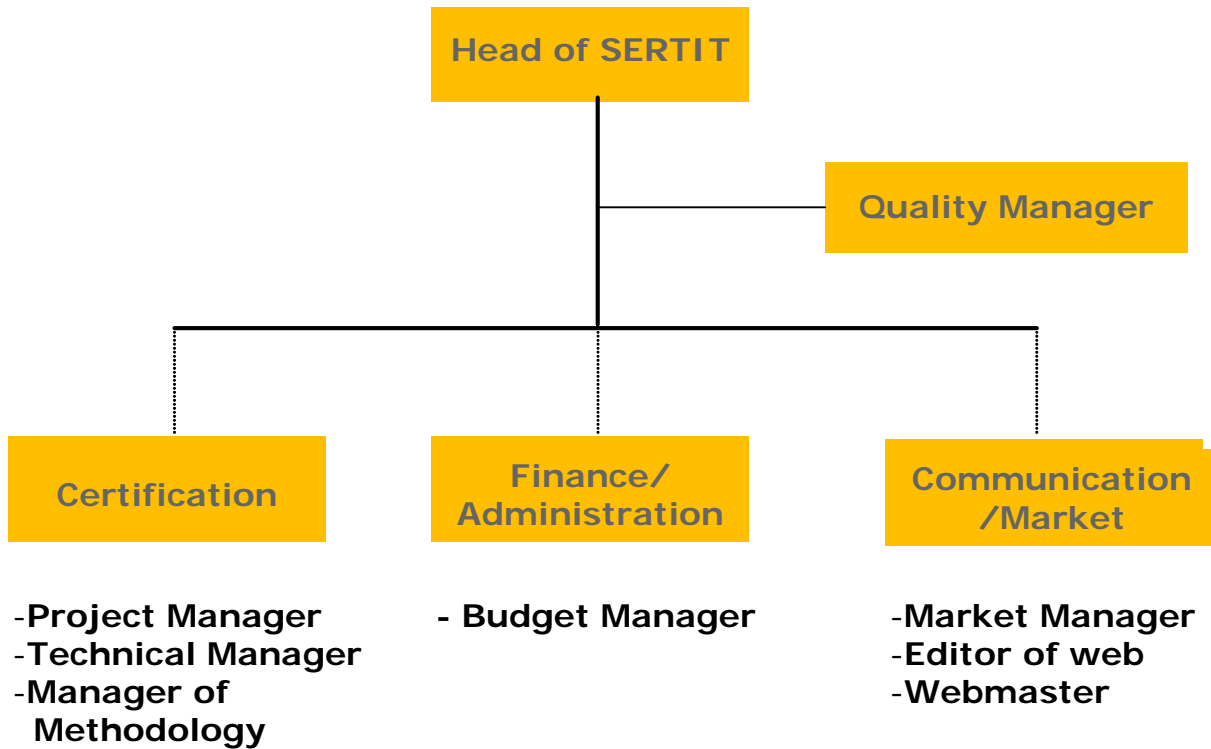 Head of SERTIT
Quality Manager
Certification
Finance/
Administration
Communication
/Market
-Project Manager
-Technical Manager
-Manager of
Methodology
- Budget Manager
-Market Manager
-Editor of web
-Webmaster